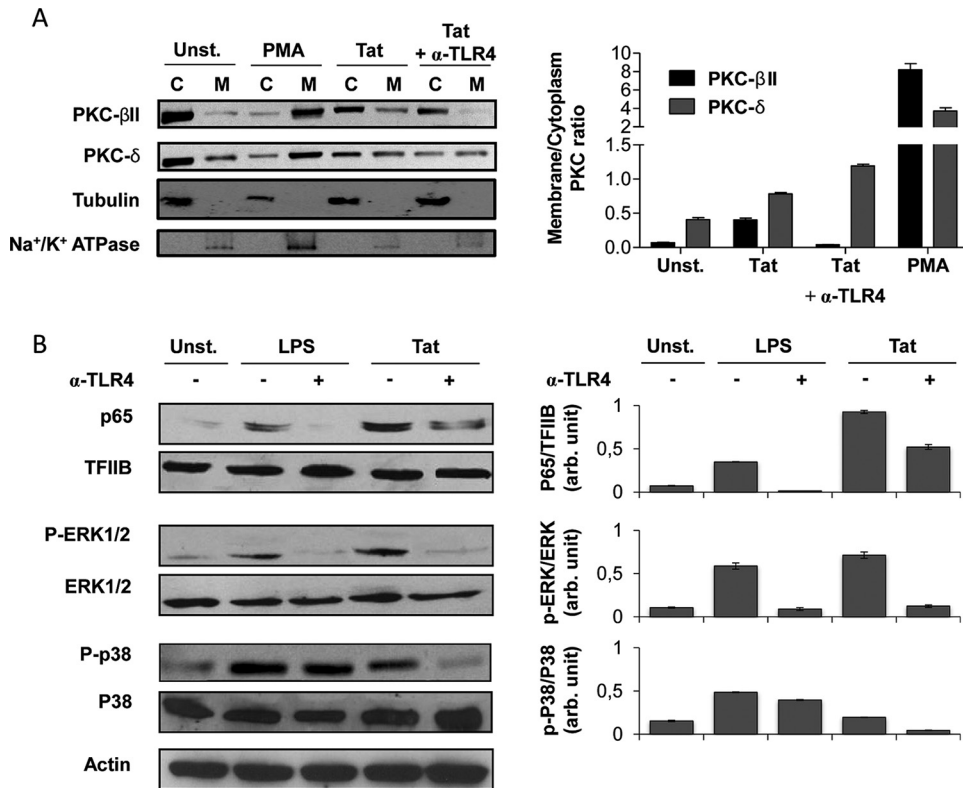 A
Unst. PMA Tat Tat + α-TLR4
C M C M C M C M
PKC-βII
PKC-δ
Tubulin
Na⁺/K⁺ ATPase
Membrane/Cytoplasm
PKC ratio
10
8
6
4
2
1.5
1.0
0.5
0.0
PKC-βII
PKC-δ
Unst. Tat Tat PMA
+ α-TLR4
B
Unst. LPS Tat
α-TLR4 - - + - +
p65
TFIIB
P-ERK1/2
ERK1/2
P-p38
P38
Actin
Unst. LPS Tat
α-TLR4 - - + - +
P65/TFIIB
(arb. unit)
1
0,5
0
p-ERK/ERK
(arb. unit)
1
0,5
0
p-P38/P38
(arb. unit)
1
0,5
0